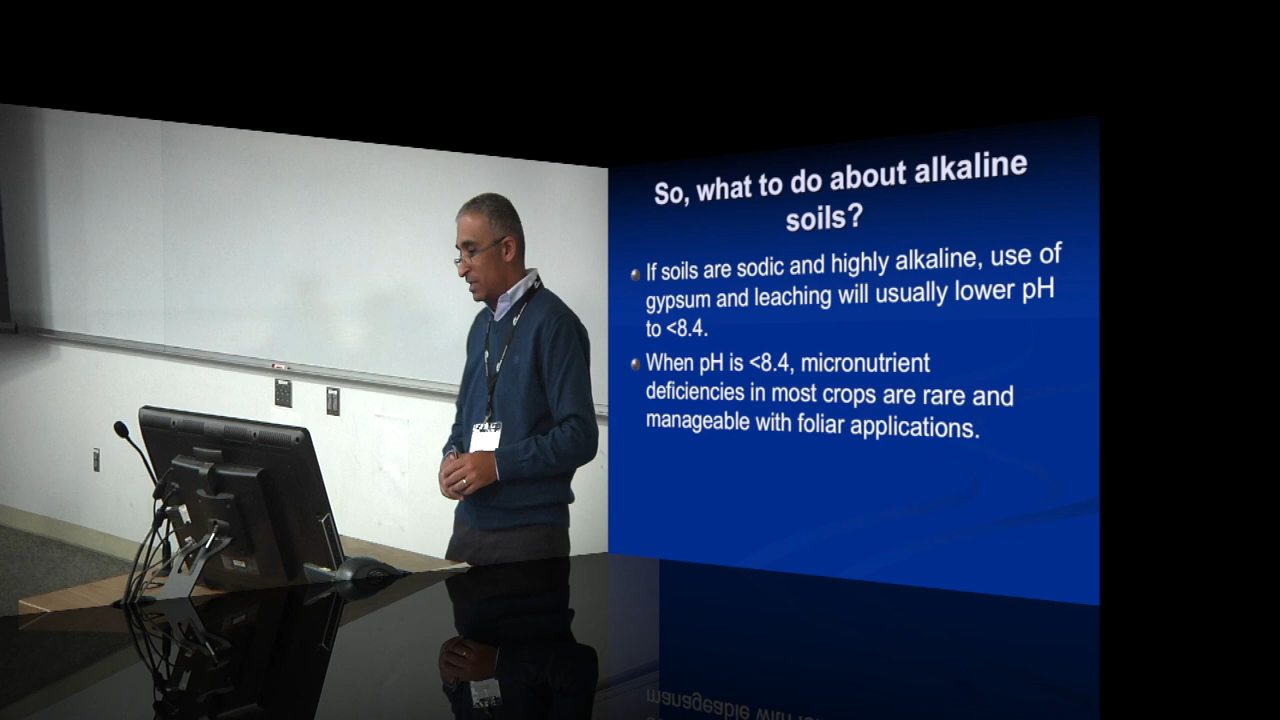 So, what to do about alkaline
soils?
If soils are sodic and highly alkaline, use of
gypsum and leaching will usually lower pH
to <8.4.
When pH is <8.4, micronutrient
deficiencies in most crops are rare and
manageable with foliar applications.